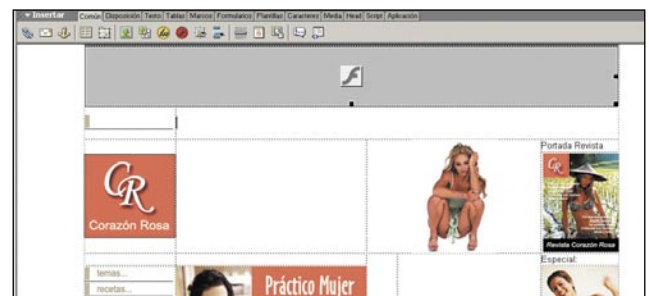 Insertar
Común Disposición Texto Tablas Marcos Formularios Plantillas Caracteres Media Head Script Aplicación
Portada Revista
CR
Corazón Rosa
CR
Revista Corazón Rosa
Especial:
temas...
recetas...
Práctico Mujer